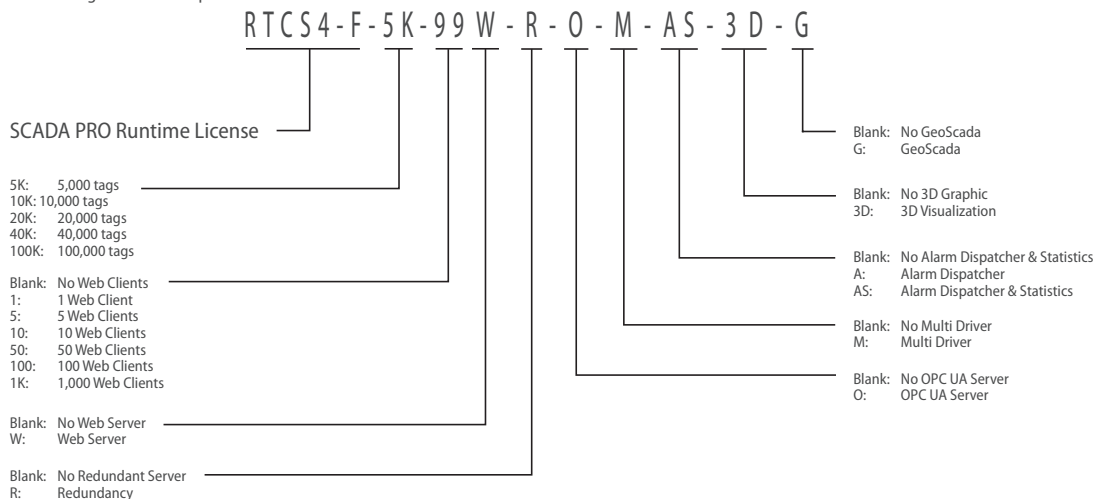 RTCS4-F-5K-99W-R-O-M-AS-3D-G
SCADA PRO Runtime License
5K: 5,000 tags
10K: 10,000 tags
20K: 20,000 tags
40K: 40,000 tags
100K: 100,000 tags
Blank: No Web Clients
1: 1 Web Client
5: 5 Web Clients
10: 10 Web Clients
50: 50 Web Clients
100: 100 Web Clients
1K: 1,000 Web Clients
Blank: No Web Server
W: Web Server
Blank: No Redundant Server
R: Redundancy
Blank: No GeoScada
G: GeoScada
Blank: No 3D Graphic
3D: 3D Visualization
Blank: No Alarm Dispatcher & Statistics
A: Alarm Dispatcher
AS: Alarm Dispatcher & Statistics
Blank: No Multi Driver
M: Multi Driver
Blank: No OPC UA Server
O: OPC UA Server